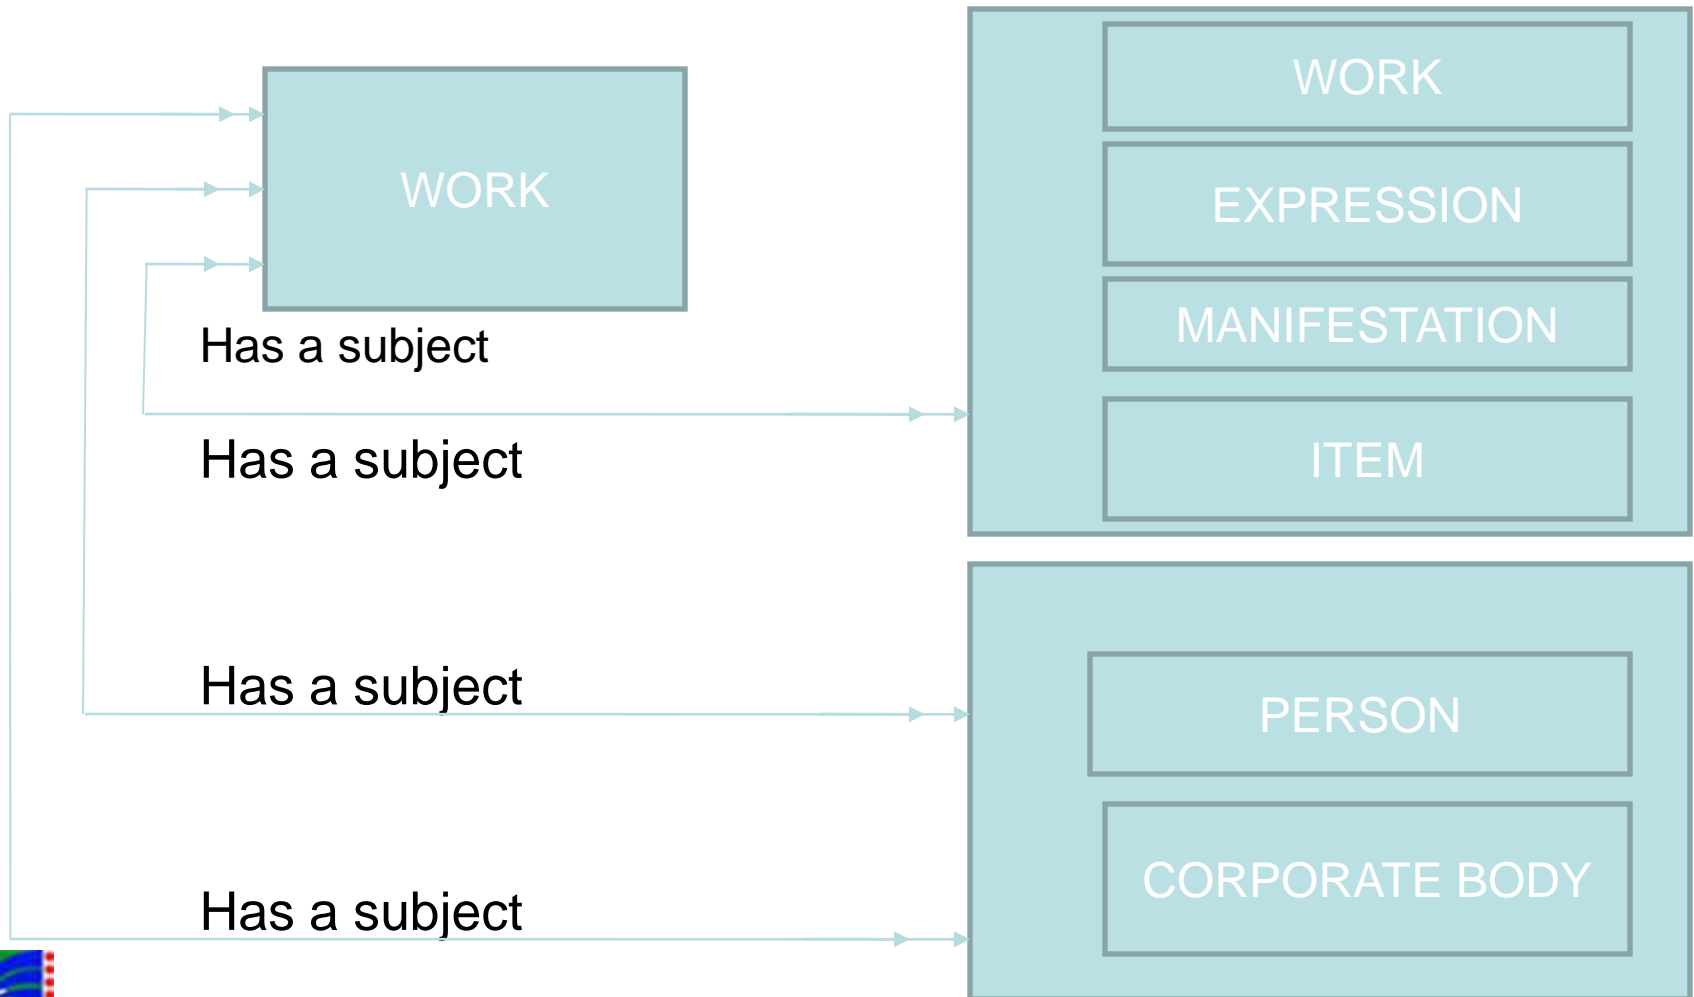 WORK
Has a subject
Has a subject
Has a subject
Has a subject
WORK
EXPRESSION
MANIFESTATION
ITEM
PERSON
CORPORATE BODY